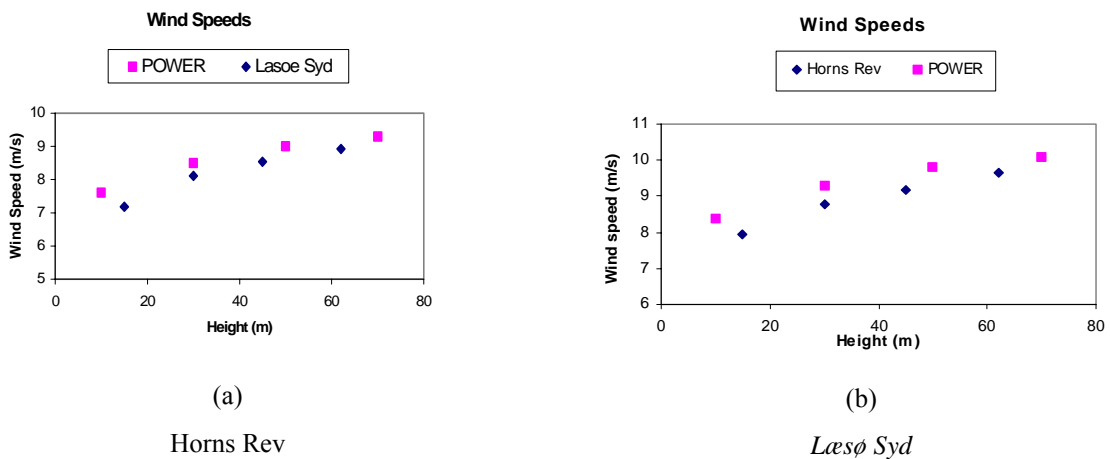 Wind Speeds
POWER Lasoe Syd
Wind Speed (m/s)
10
9
8
7
6
5
0 20 40 60 80
Height (m)
(a)
Horns Rev
Wind Speeds
Horns Rev POWER
Wind speed (m/s)
11
10
9
8
7
6
0 20 40 60 80
Height (m)
(b)
Læsø Syd